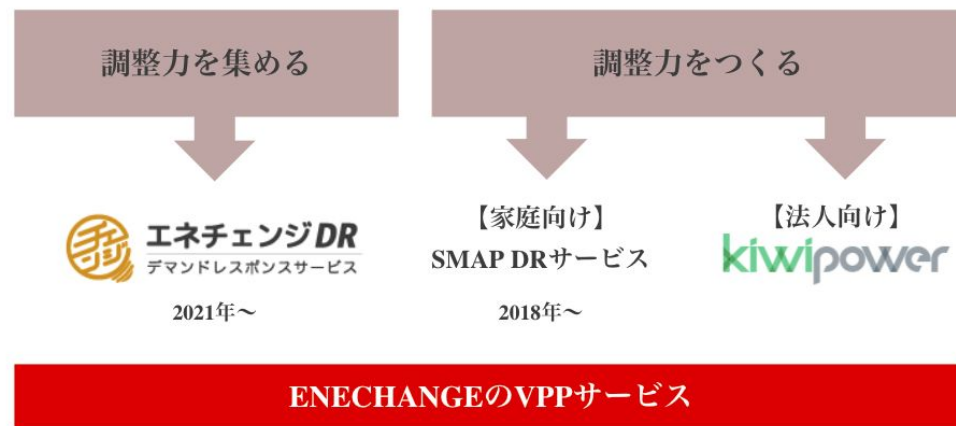 調整力を集める
調整力をつくる
チェンジ
エネチェンジDR
デマンドレスポンスサービス
2021年～
【家庭向け】
SMAP DRサービス
2018年～
【法人向け】
kiwipower
ENECHANGEのVPPサービス